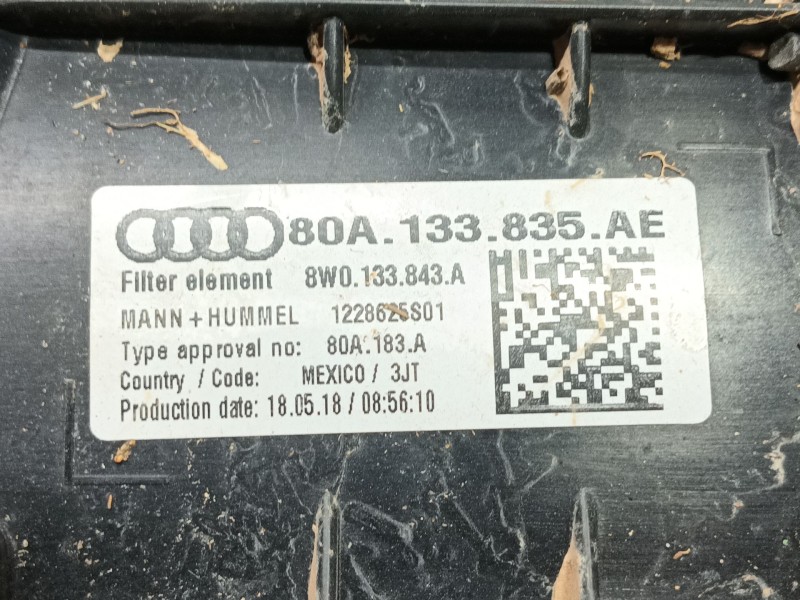 80A.133.835.AE
Filter element 8W0.133.843.A
MANN+HUMMEL 1228625S01
Type approval no: 80A.183.A
Country / Code: MEXICO / 3JT
Production date: 18.05.18 / 08:56:10